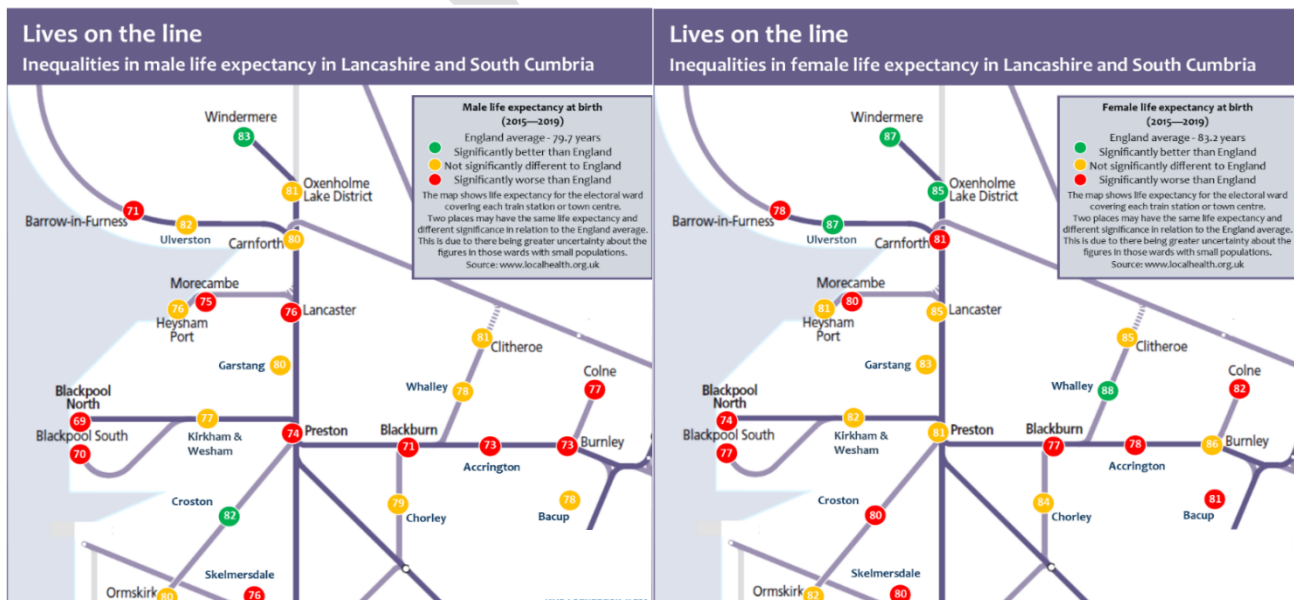 Lives on the line
Inequalities in male life expectancy in Lancashire and South Cumbria
Male life expectancy at birth
(2015—2019)
England average - 79.7 years
Significantly better than England
Not significantly different to England
Significantly worse than England
The map shows life expectancy for the electoral ward
covering each train station or town centre.
Two places may have the same life expectancy and
different significance in relation to the England average.
This is due to there being greater uncertainty about the
figures in those wards with small populations.
Source: www.localhealth.org.uk
Windermere
83
81
Oxenholme
Lake District
71
Barrow-in-Furness
82
Ulverston
Carnforth
80
Morecambe
75
76
Heysham
Port
76
Lancaster
Garstang
80
81
Clitheroe
Whalley
78
Colne
77
Blackpool
North
69
Blackpool South
70
77
Kirkham &
Wesham
74
Preston
Blackburn
71
73
Accrington
73
Burnley
Croston
82
79
Chorley
78
Bacup
Skelmersdale
76
Ormskirk
80
Lives on the line
Inequalities in female life expectancy in Lancashire and South Cumbria
Female life expectancy at birth
(2015—2019)
England average - 83.2 years
Significantly better than England
Not significantly different to England
Significantly worse than England
The map shows life expectancy for the electoral ward
covering each train station or town centre.
Two places may have the same life expectancy and
different significance in relation to the England average.
This is due to there being greater uncertainty about the
figures in those wards with small populations.
Source: www.localhealth.org.uk
Windermere
87
85
Oxenholme
Lake District
78
Barrow-in-Furness
87
Ulverston
Carnforth
81
Morecambe
80
81
Heysham
Port
85
Lancaster
Garstang
83
85
Clitheroe
Whalley
88
Colne
82
Blackpool
North
74
Blackpool South
77
82
Kirkham &
Wesham
81
Preston
Blackburn
77
78
Accrington
86
Burnley
Croston
80
84
Chorley
81
Bacup
Skelmersdale
80
Ormskirk
82